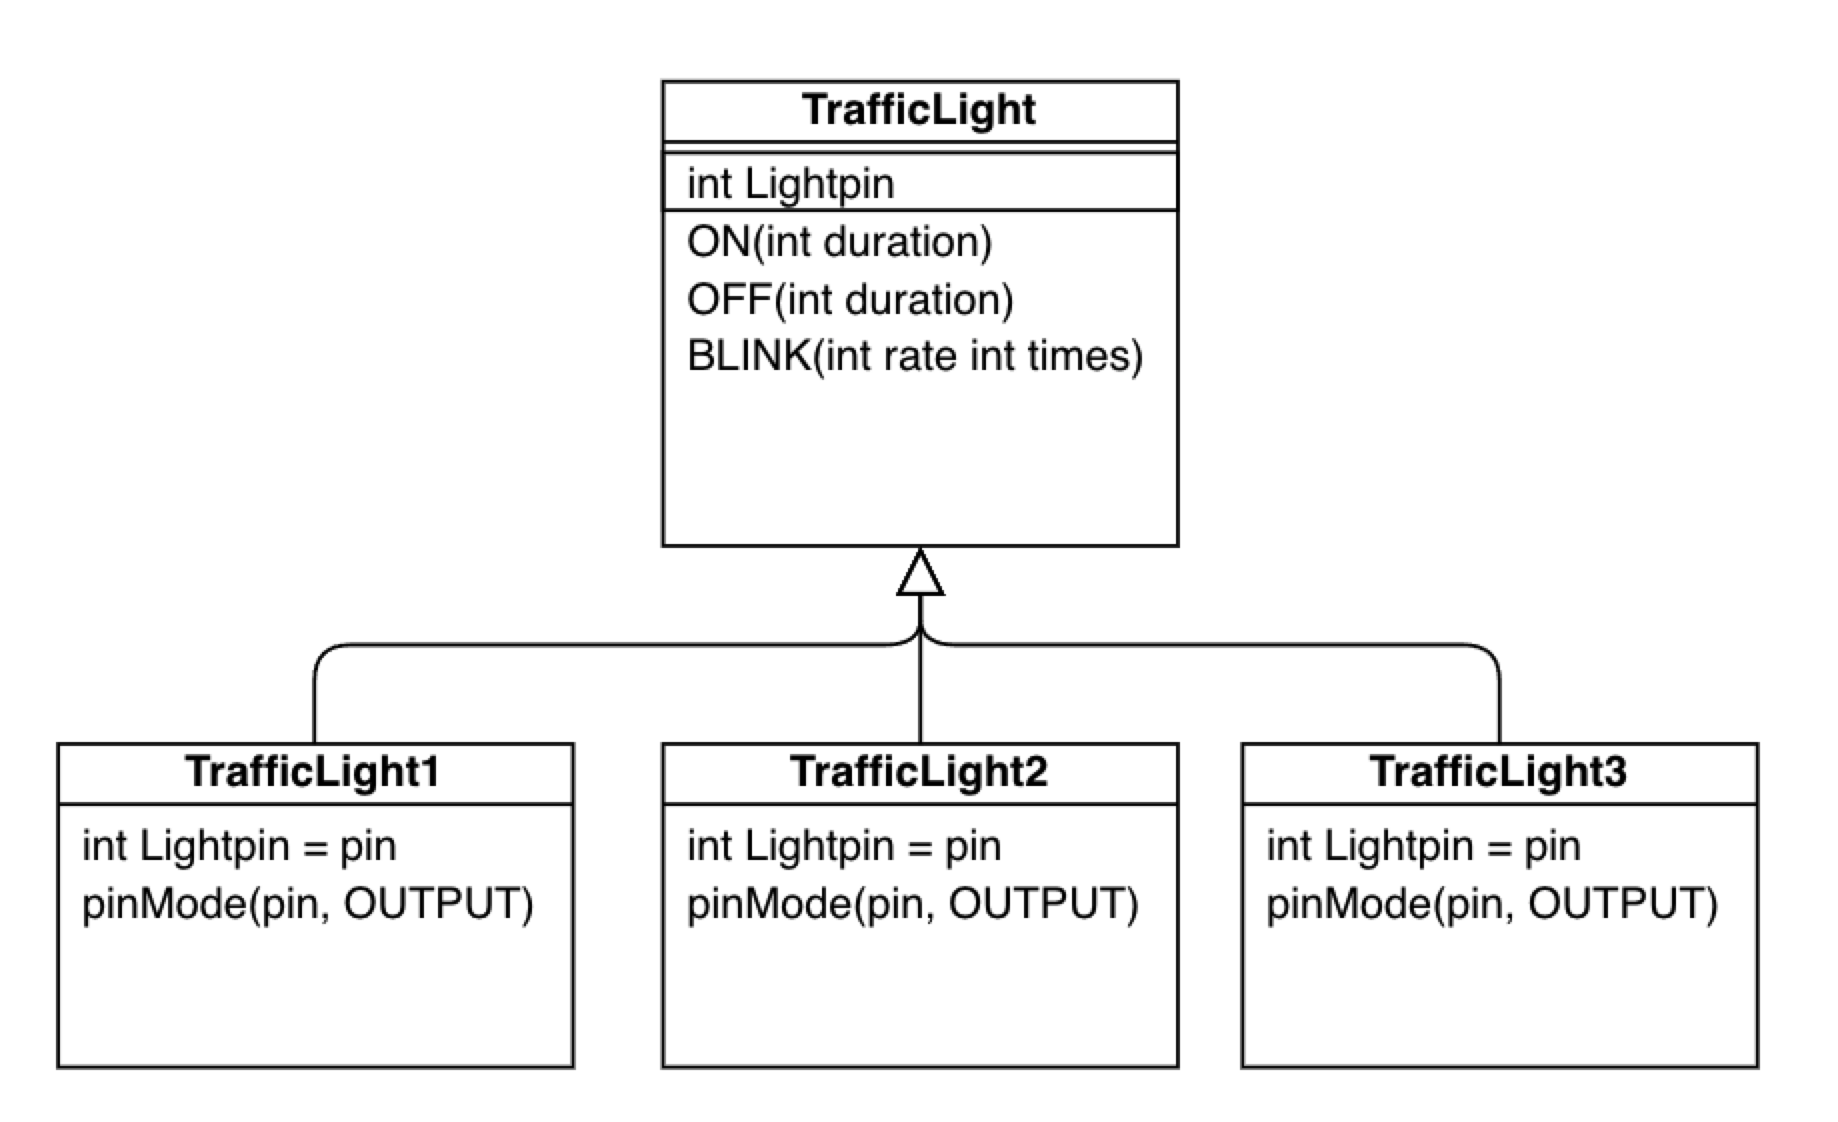 TrafficLight
int Lightpin
ON(int duration)
OFF(int duration)
BLINK(int rate int times)
TrafficLight1
int Lightpin = pin
pinMode(pin, OUTPUT)
TrafficLight2
int Lightpin = pin
pinMode(pin, OUTPUT)
TrafficLight3
int Lightpin = pin
pinMode(pin, OUTPUT)